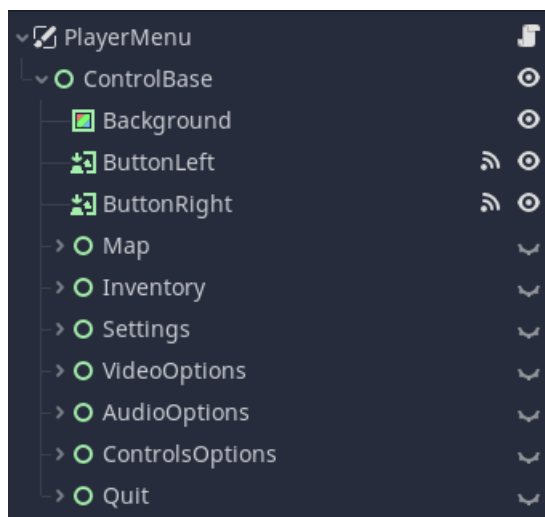 PlayerMenu
ControlBase
Background
ButtonLeft
ButtonRight
Map
Inventory
Settings
VideoOptions
AudioOptions
ControlsOptions
Quit